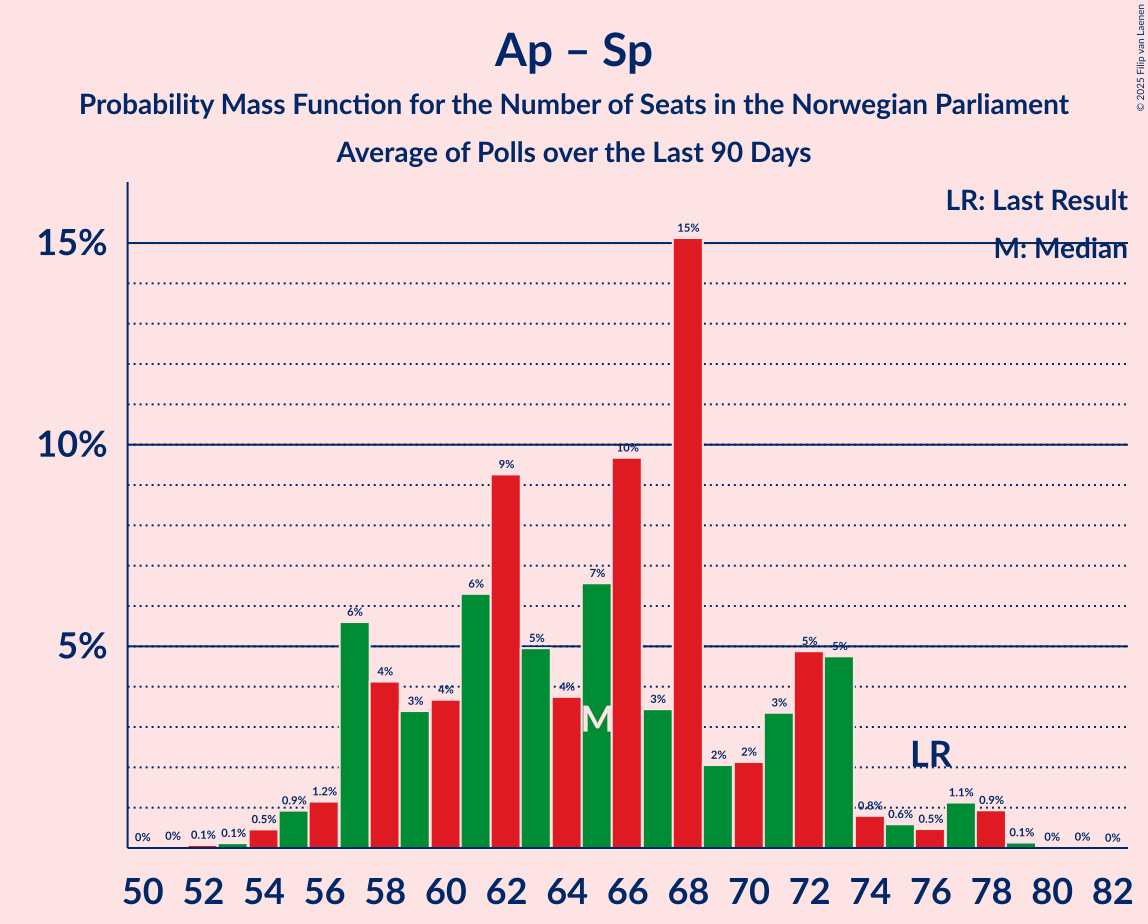 Ap – Sp
Probability Mass Function for the Number of Seats in the Norwegian Parliament
Average of Polls over the Last 90 Days
© 2025 Filip van Laenen
LR: Last Result
M: Median
15%
10%
5%
0% 0% 0.1% 0.1% 0.5% 0.9% 1.2% 6% 4% 3% 4% 6% 9% 5% 4% 7% 10% 3% 15% 2% 2% 3% 5% 5% 0.8% 0.6% 0.5% 1.1% 0.9% 0.1% 0% 0% 0%
M
LR
50 52 54 56 58 60 62 64 66 68 70 72 74 76 78 80 82